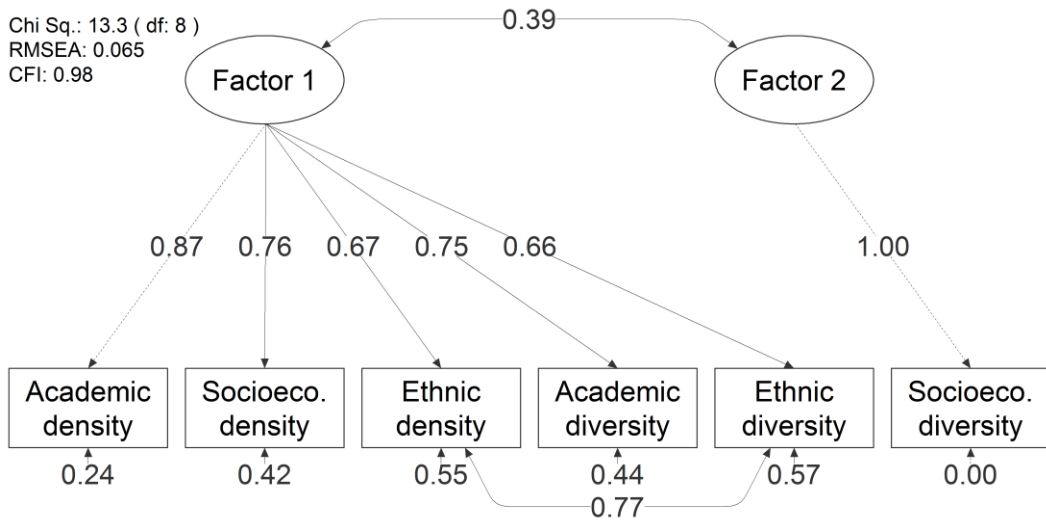 Chi Sq.: 13.3 ( df: 8 )
RMSEA: 0.065
CFI: 0.98
0.39
Factor 1
Factor 2
0.87
0.76
0.67
0.75
0.66
1.00
Academic
density
Socioeco.
density
Ethnic
density
Academic
diversity
Ethnic
diversity
Socioeco.
diversity
0.24
0.42
0.55
0.44
0.57
0.00
0.77